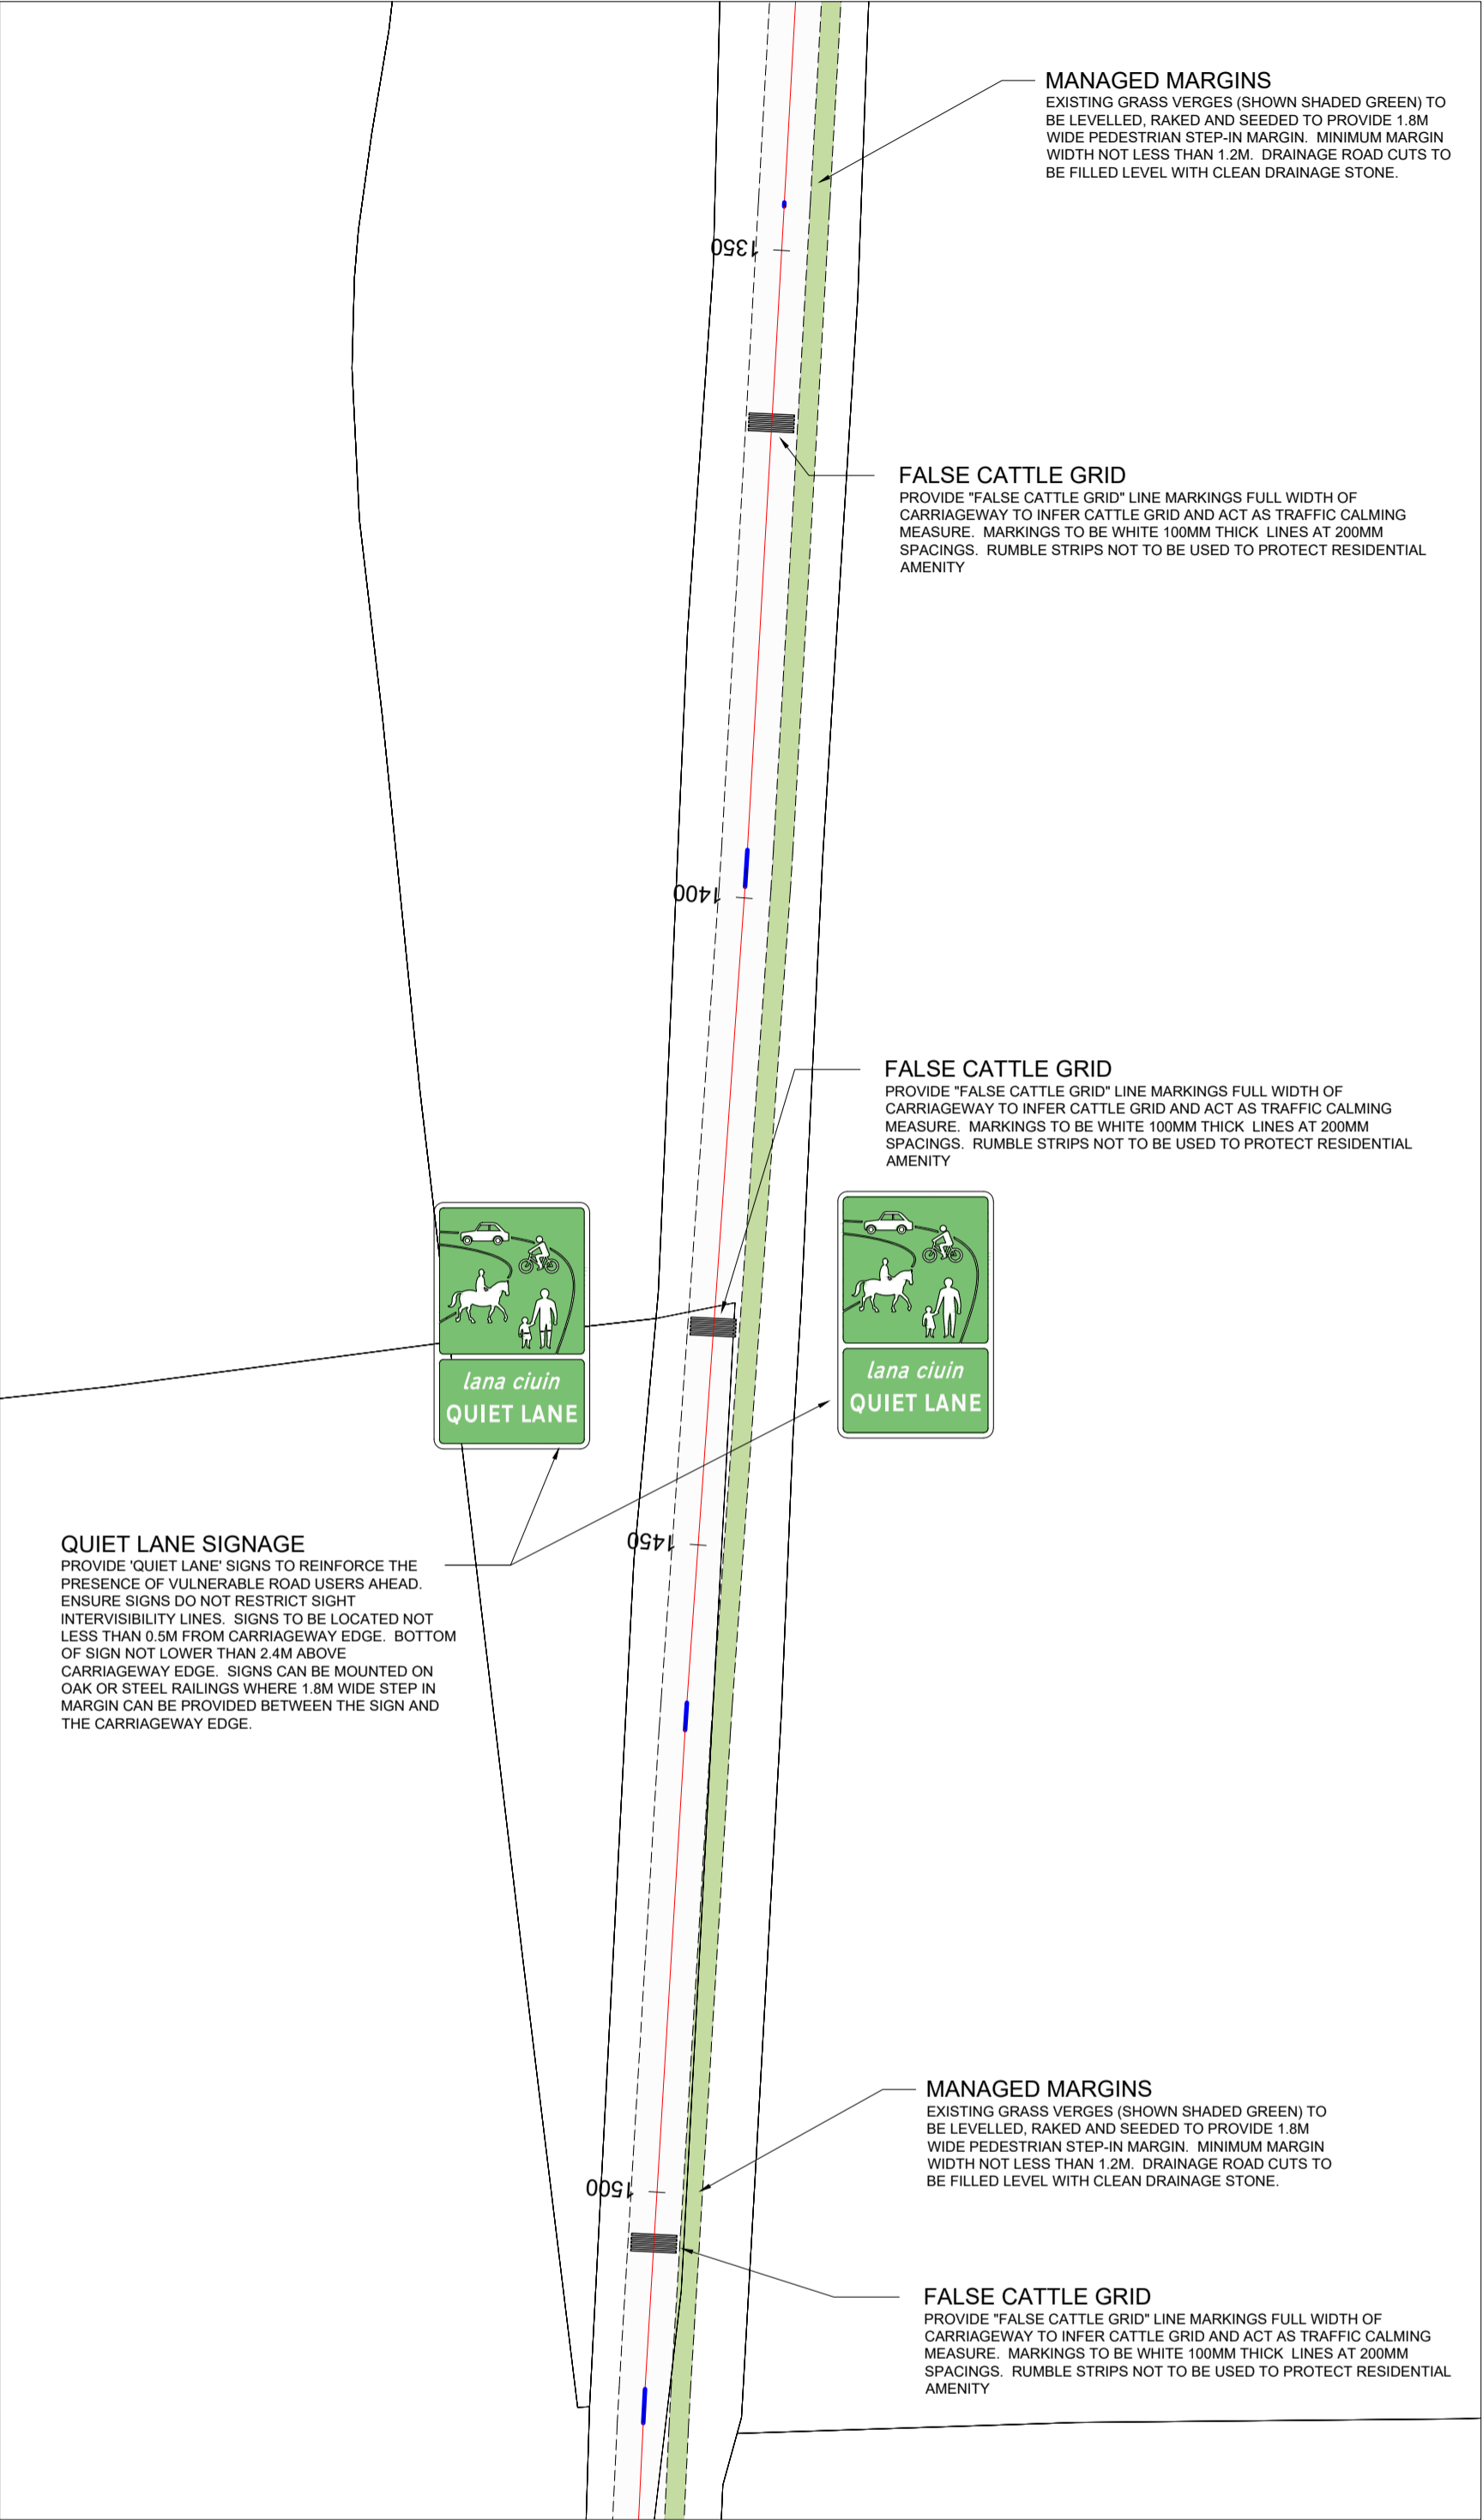 MANAGED MARGINS
EXISTING GRASS VERGES (SHOWN SHADED GREEN) TO
BE LEVELLED, RAKED AND SEEDED TO PROVIDE 1.8M
WIDE PEDESTRIAN STEP-IN MARGIN. MINIMUM MARGIN
WIDTH NOT LESS THAN 1.2M. DRAINAGE ROAD CUTS TO
BE FILLED LEVEL WITH CLEAN DRAINAGE STONE.
1350
FALSE CATTLE GRID
PROVIDE "FALSE CATTLE GRID" LINE MARKINGS FULL WIDTH OF
CARRIAGEWAY TO INFER CATTLE GRID AND ACT AS TRAFFIC CALMING
MEASURE. MARKINGS TO BE WHITE 100MM THICK LINES AT 200MM
SPACINGS. RUMBLE STRIPS NOT TO BE USED TO PROTECT RESIDENTIAL
AMENITY
1400
FALSE CATTLE GRID
PROVIDE "FALSE CATTLE GRID" LINE MARKINGS FULL WIDTH OF
CARRIAGEWAY TO INFER CATTLE GRID AND ACT AS TRAFFIC CALMING
MEASURE. MARKINGS TO BE WHITE 100MM THICK LINES AT 200MM
SPACINGS. RUMBLE STRIPS NOT TO BE USED TO PROTECT RESIDENTIAL
AMENITY
lana ciuin
QUIET LANE
lana ciuin
QUIET LANE
1450
QUIET LANE SIGNAGE
PROVIDE 'QUIET LANE' SIGNS TO REINFORCE THE
PRESENCE OF VULNERABLE ROAD USERS AHEAD.
ENSURE SIGNS DO NOT RESTRICT SIGHT
INTERVISIBILITY LINES. SIGNS TO BE LOCATED NOT
LESS THAN 0.5M FROM CARRIAGEWAY EDGE. BOTTOM
OF SIGN NOT LOWER THAN 2.4M ABOVE
CARRIAGEWAY EDGE. SIGNS CAN BE MOUNTED ON
OAK OR STEEL RAILINGS WHERE 1.8M WIDE STEP IN
MARGIN CAN BE PROVIDED BETWEEN THE SIGN AND
THE CARRIAGEWAY EDGE.
MANAGED MARGINS
EXISTING GRASS VERGES (SHOWN SHADED GREEN) TO
BE LEVELLED, RAKED AND SEEDED TO PROVIDE 1.8M
WIDE PEDESTRIAN STEP-IN MARGIN. MINIMUM MARGIN
WIDTH NOT LESS THAN 1.2M. DRAINAGE ROAD CUTS TO
BE FILLED LEVEL WITH CLEAN DRAINAGE STONE.
1500
FALSE CATTLE GRID
PROVIDE "FALSE CATTLE GRID" LINE MARKINGS FULL WIDTH OF
CARRIAGEWAY TO INFER CATTLE GRID AND ACT AS TRAFFIC CALMING
MEASURE. MARKINGS TO BE WHITE 100MM THICK LINES AT 200MM
SPACINGS. RUMBLE STRIPS NOT TO BE USED TO PROTECT RESIDENTIAL
AMENITY